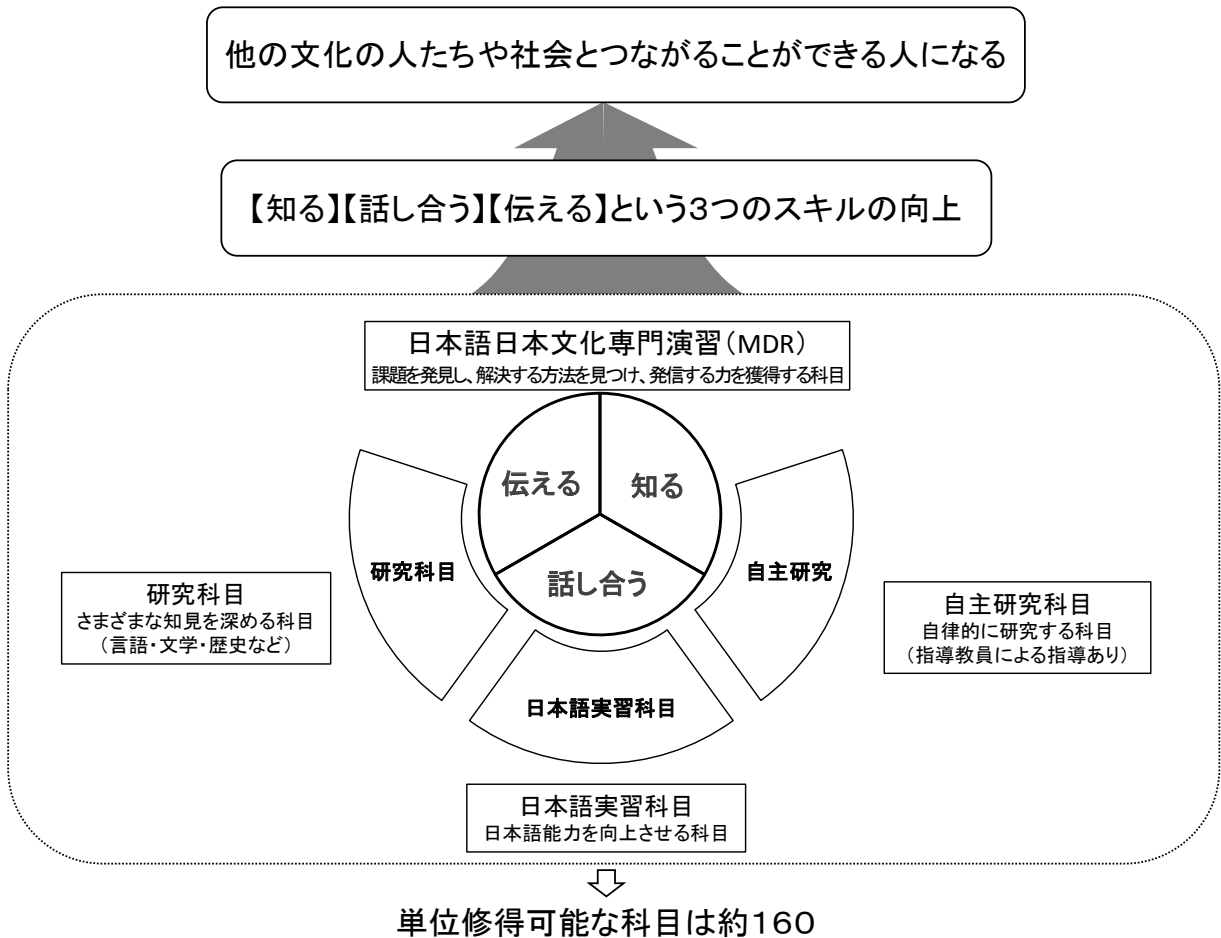 他の文化の人たちや社会とつながることができる人になる
【知る】【話し合う】【伝える】という3つのスキルの向上
日本語日本文化専門演習(MDR)
課題を発見し、解決する方法を見つけ、発信する力を獲得する科目
伝える
知る
話し合う
研究科目
自主研究
日本語実習科目
研究科目
さまざまな知見を深める科目
(言語・文学・歴史など)
自主研究科目
自律的に研究する科目
(指導教員による指導あり)
日本語実習科目
日本語能力を向上させる科目
単位修得可能な科目は約160